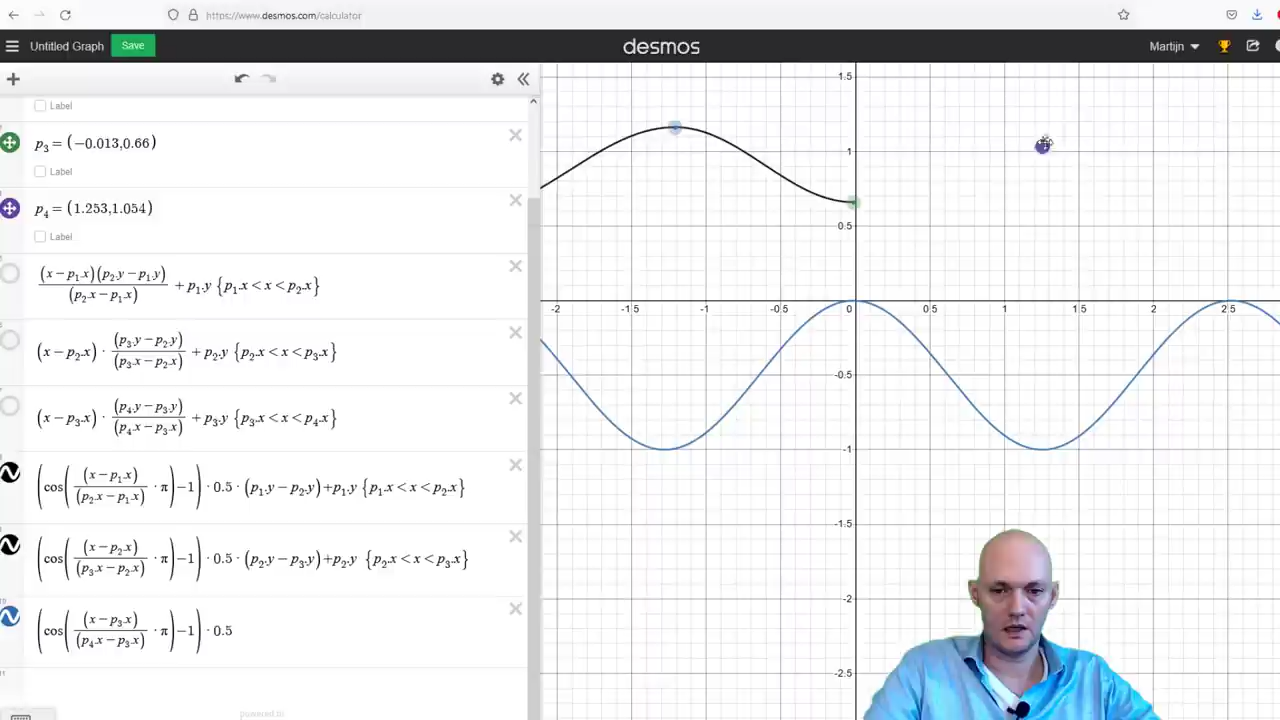 https://www.desmos.com/calculator
Untitled Graph Save desmos Martijn
Label
p₃ = (−0.013,0.66)
Label
p₄ = (1.253,1.054)
Label
(x−p₁.x)(p₂.y−p₁.y)/(p₂.x−p₁.x) + p₁.y {p₁.x<x<p₂.x}
(x−p₂.x)·(p₃.y−p₂.y)/(p₃.x−p₂.x) + p₂.y {p₂.x<x<p₃.x}
(x−p₃.x)·(p₄.y−p₃.y)/(p₄.x−p₃.x) + p₃.y {p₃.x<x<p₄.x}
(cos((x−p₁.x)/(p₂.x−p₁.x)·π)−1)·0.5·(p₁.y−p₂.y)+p₁.y {p₁.x<x<p₂.x}
(cos((x−p₂.x)/(p₃.x−p₂.x)·π)−1)·0.5·(p₂.y−p₃.y)+p₂.y {p₂.x<x<p₃.x}
10
(cos((x−p₃.x)/(p₄.x−p₃.x)·π)−1)·0.5
11
powered by
1.5
1
0.5
-2 -1.5 -1 -0.5 0 0.5 1 1.5 2 2.5
-0.5
-1
-1.5
-2
-2.5